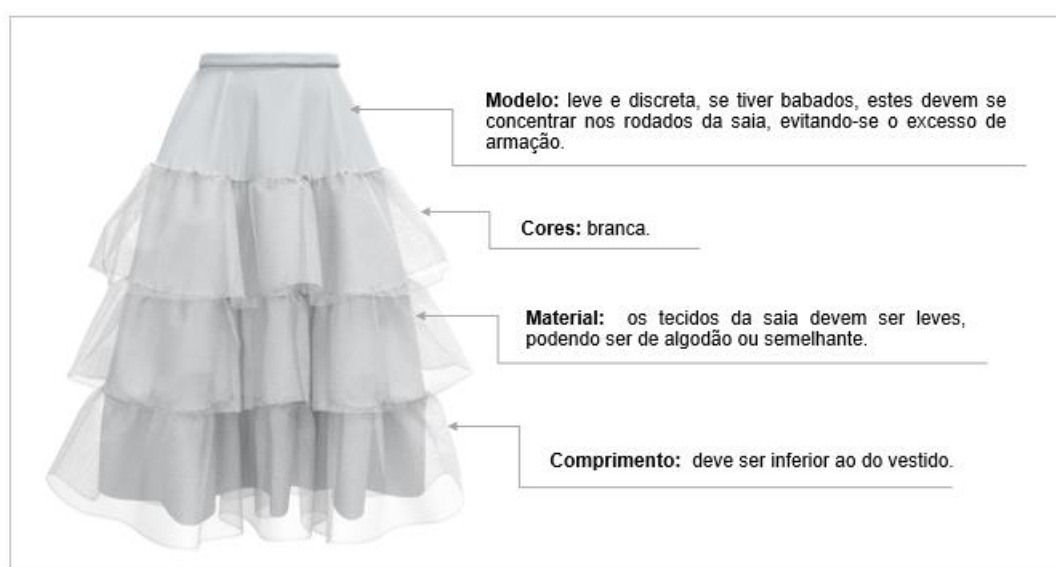 Modelo: leve e discreta, se tiver babados, estes devem se
concentrar nos rodados da saia, evitando-se o excesso de
armação.
Cores: branca.
Material: os tecidos da saia devem ser leves,
podendo ser de algodão ou semelhante.
Comprimento: deve ser inferior ao do vestido.